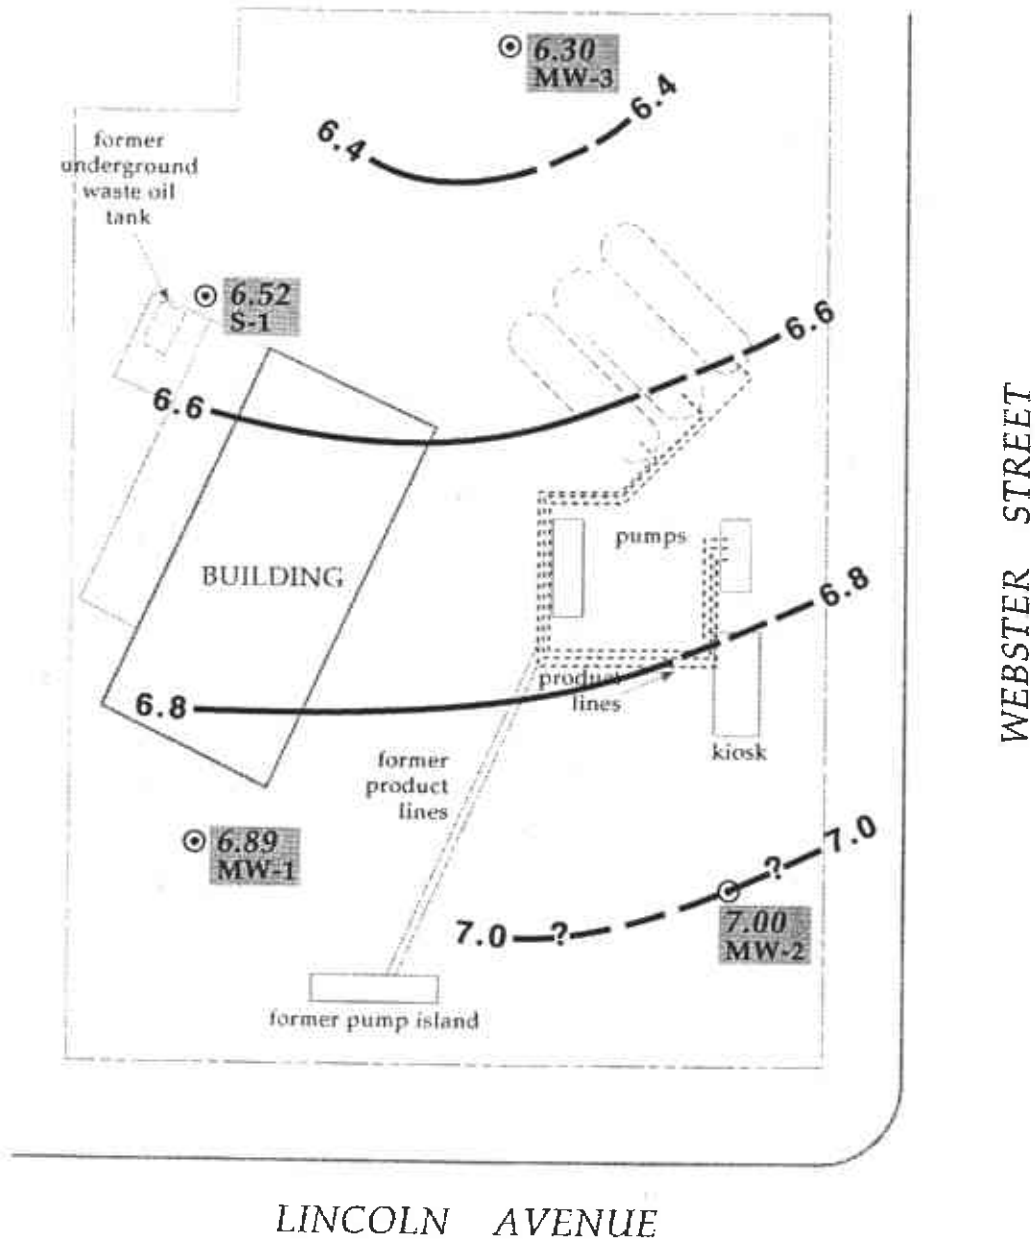 6.30
MW-3
6.4
6.4
former
underground
waste oil
tank
6.52
S-1
6.6
6.6
pumps
BUILDING
6.8
product
lines
6.8
kiosk
former
product
lines
6.89
MW-1
7.0
?
7.0
?
7.00
MW-2
former pump island
LINCOLN AVENUE
WEBSTER STREET